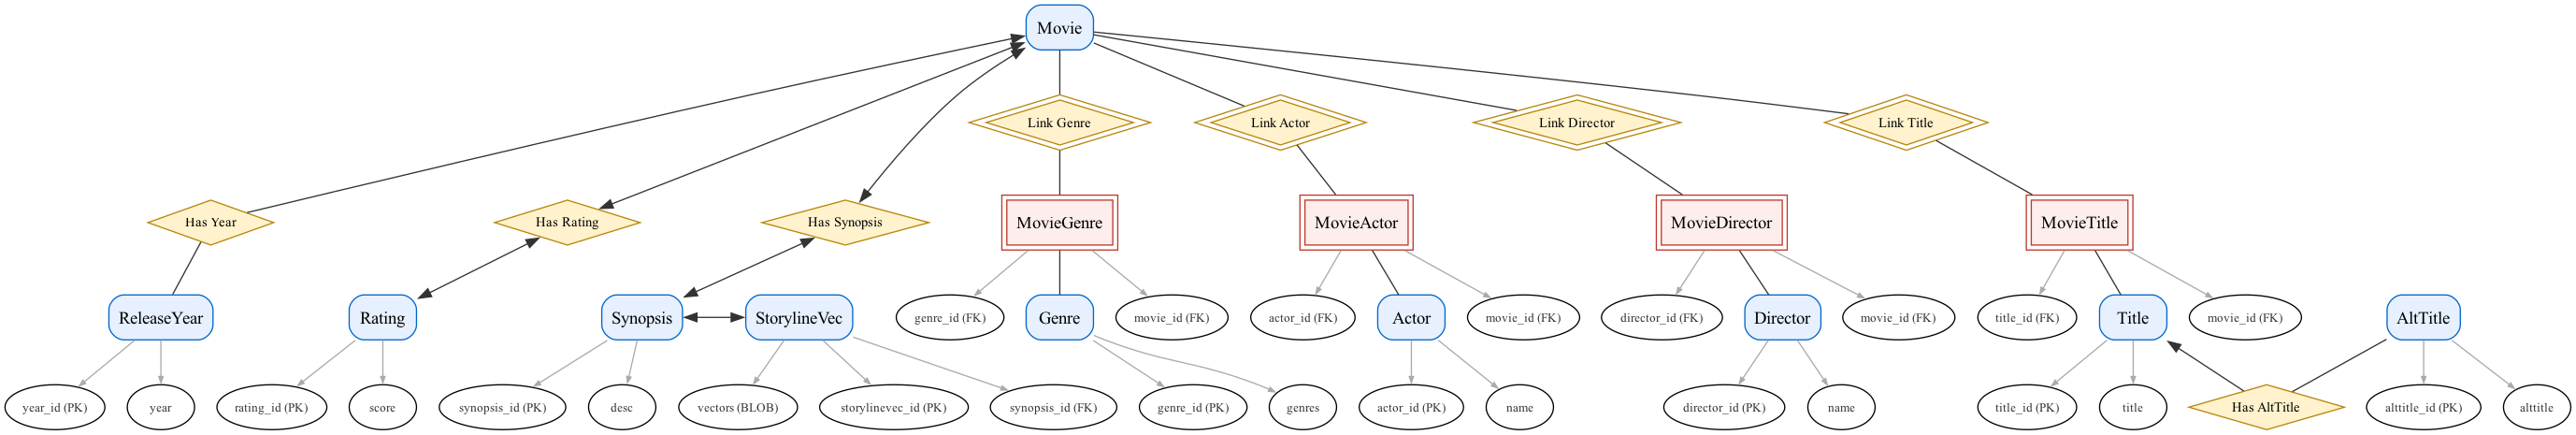 Movie
Link Genre
Link Actor
Link Director
Link Title
Has Year
Has Rating
Has Synopsis
MovieGenre
MovieActor
MovieDirector
MovieTitle
ReleaseYear
Rating
Synopsis
StorylineVec
genre_id (FK)
Genre
movie_id (FK)
actor_id (FK)
Actor
movie_id (FK)
director_id (FK)
Director
movie_id (FK)
title_id (FK)
Title
movie_id (FK)
AltTitle
year_id (PK)
year
rating_id (PK)
score
synopsis_id (PK)
desc
vectors (BLOB)
storylinevec_id (PK)
synopsis_id (FK)
genre_id (PK)
genres
actor_id (PK)
name
director_id (PK)
name
title_id (PK)
title
Has AltTitle
alttitle_id (PK)
alttitle